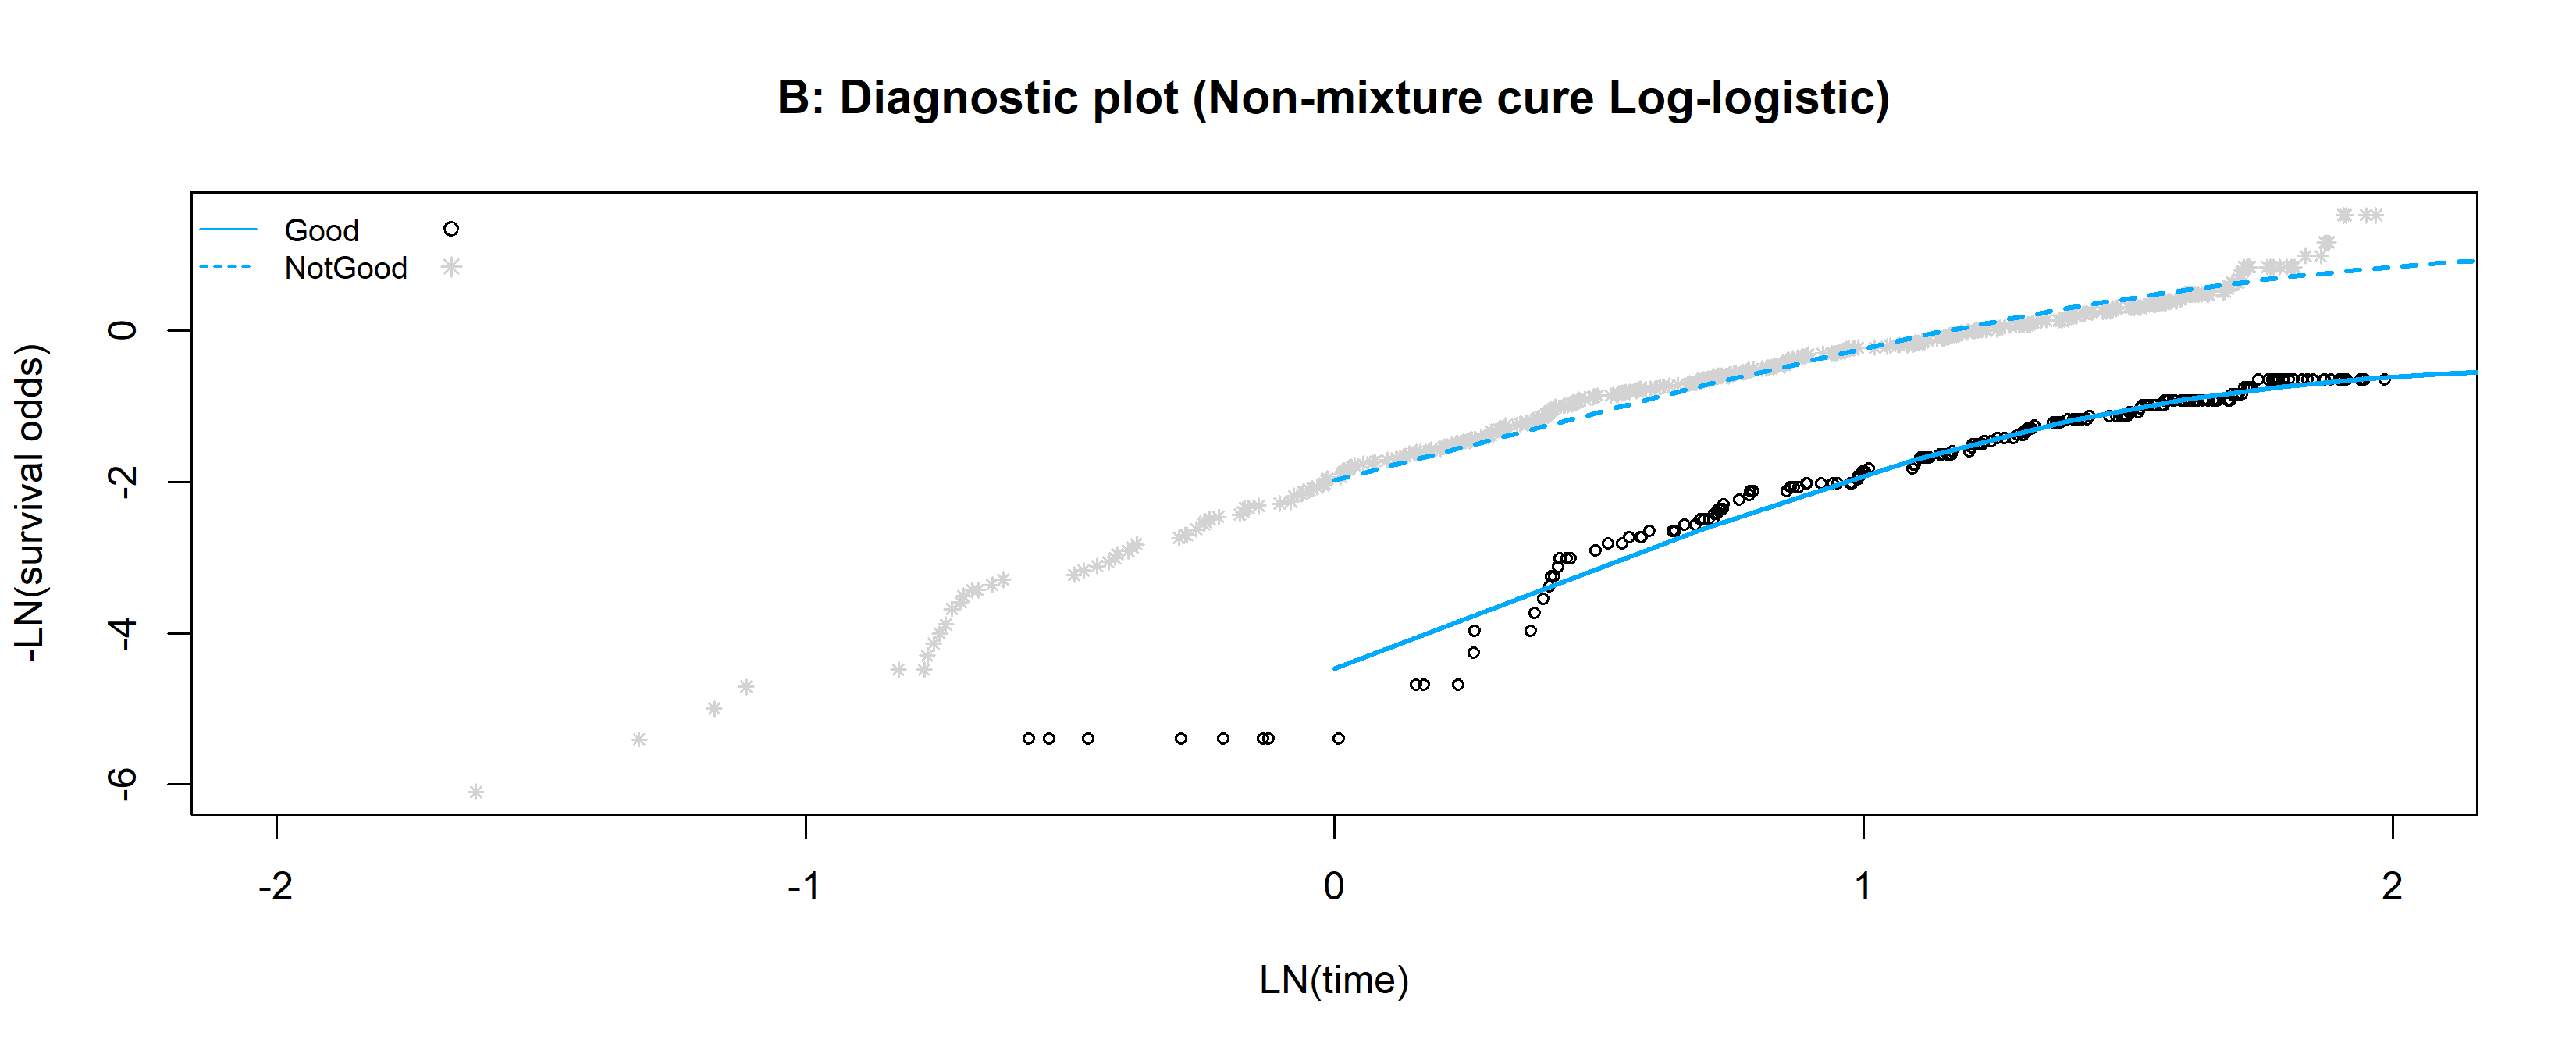 B: Diagnostic plot (Non-mixture cure Log-logistic)
Good
NotGood
-LN(survival odds)
0
-2
-4
-6
-2
-1
0
1
2
LN(time)